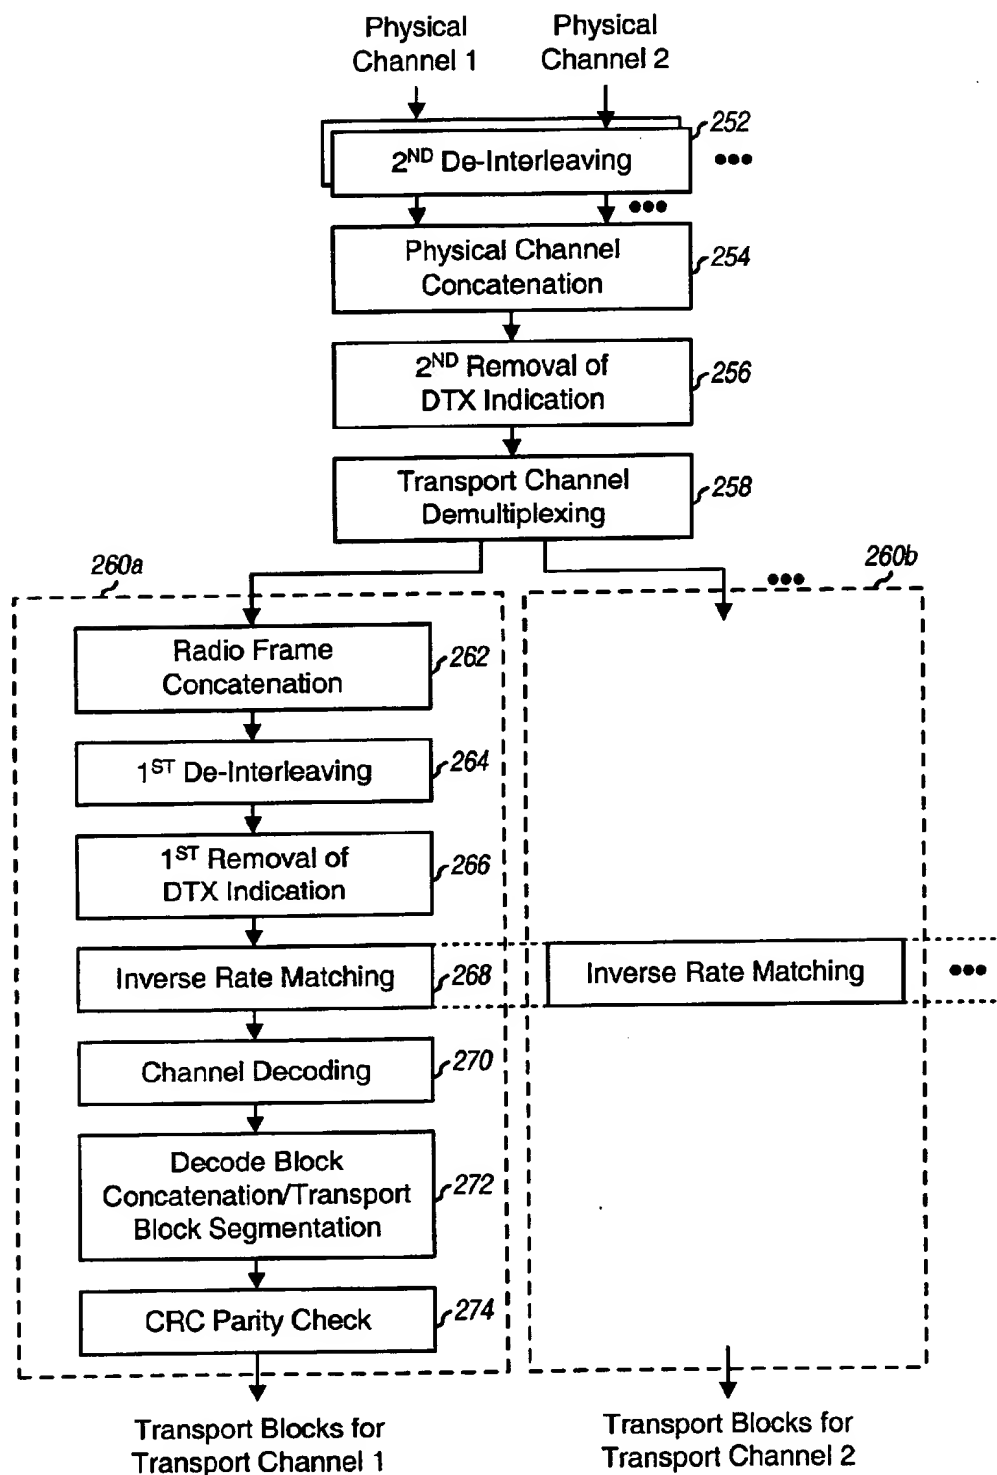 Physical
Channel 1
Physical
Channel 2
252
2ND De-Interleaving
Physical Channel
Concatenation
254
2ND Removal of
DTX Indication
256
Transport Channel
Demultiplexing
258
260a
260b
Radio Frame
Concatenation
262
1ST De-Interleaving
264
1ST Removal of
DTX Indication
266
Inverse Rate Matching
268
Inverse Rate Matching
Channel Decoding
270
Decode Block
Concatenation/Transport
Block Segmentation
272
CRC Parity Check
274
Transport Blocks for
Transport Channel 1
Transport Blocks for
Transport Channel 2